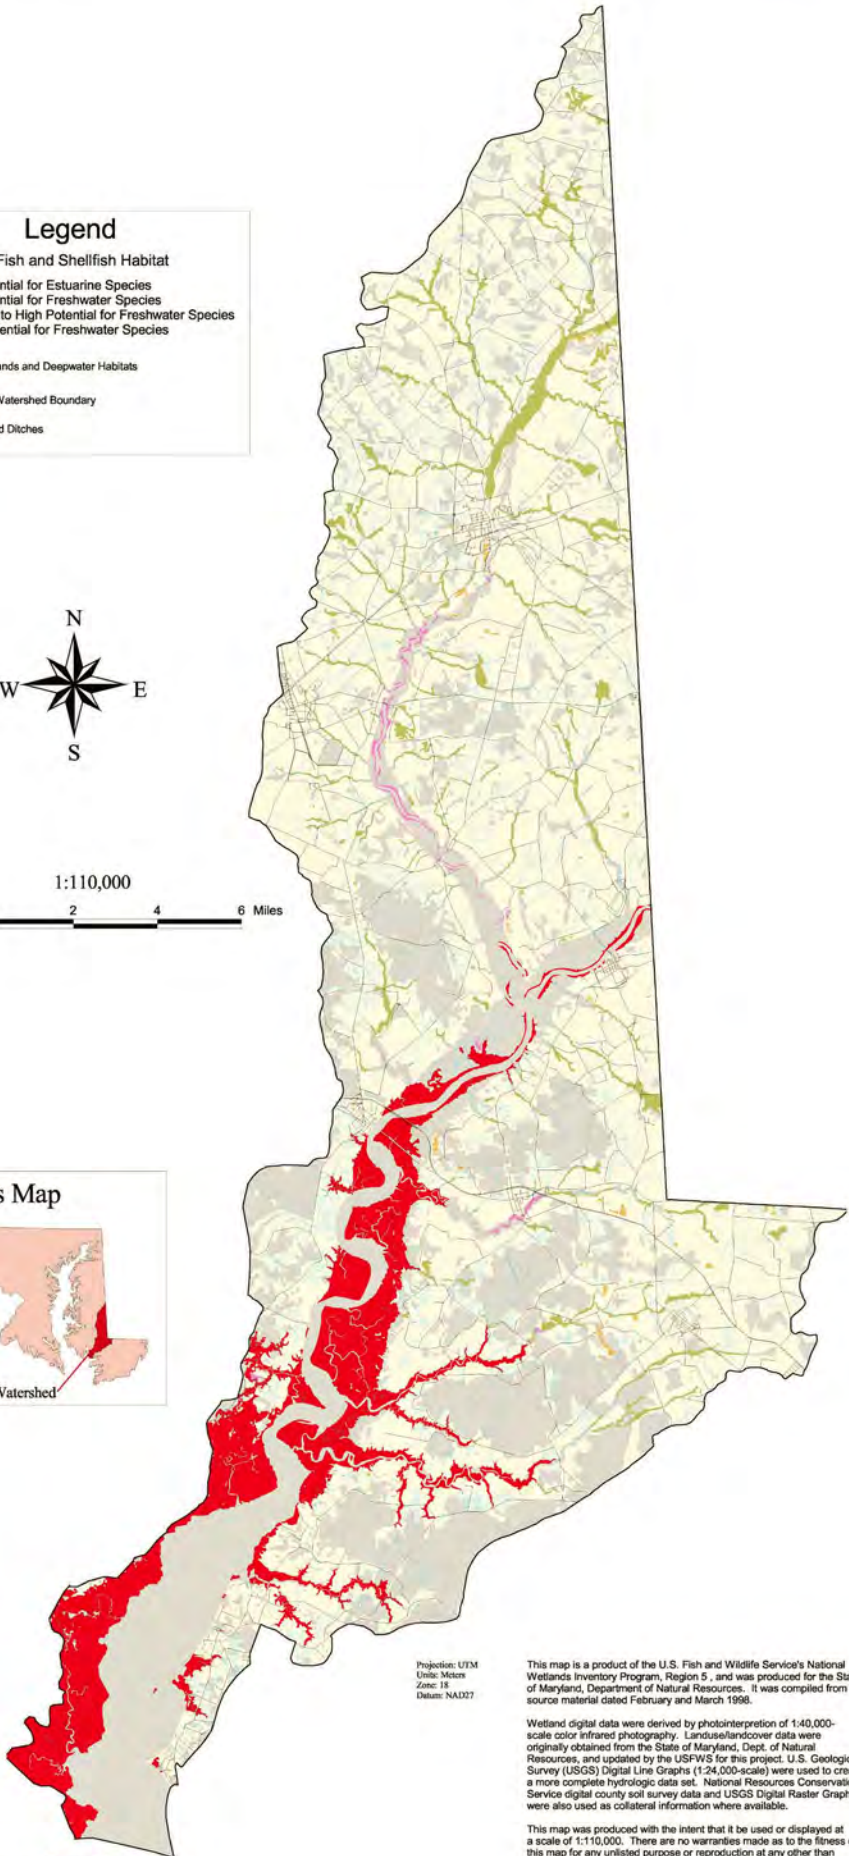 Legend
Fish and Shellfish Habitat
ntial for Estuarine Species
ntial for Freshwater Species
to High Potential for Freshwater Species
ential for Freshwater Species
nds and Deepwater Habitats
Watershed Boundary
d Ditches
N
W E
S
1:110,000
2 4 6 Miles
s Map
Watershed
Projection: UTM
Units: Meters
Zone: 18
Datum: NAD27
This map is a product of the U.S. Fish and Wildlife Service's National
Wetlands Inventory Program, Region 5 , and was produced for the Sta
of Maryland, Department of Natural Resources. It was compiled from
source material dated February and March 1998.
Wetland digital data were derived by photointerpretion of 1:40,000-
scale color infrared photography. Landuse/landcover data were
originally obtained from the State of Maryland, Dept. of Natural
Resources, and updated by the USFWS for this project. U.S. Geologic
Survey (USGS) Digital Line Graphs (1:24,000-scale) were used to crea
a more complete hydrologic data set. National Resources Conservatio
Service digital county soil survey data and USGS Digital Raster Graph
were also used as collateral information where available.
This map was produced with the intent that it be used or displayed at
a scale of 1:110,000. There are no warranties made as to the fitness o
this map for any unlisted purpose or reproduction at any other than